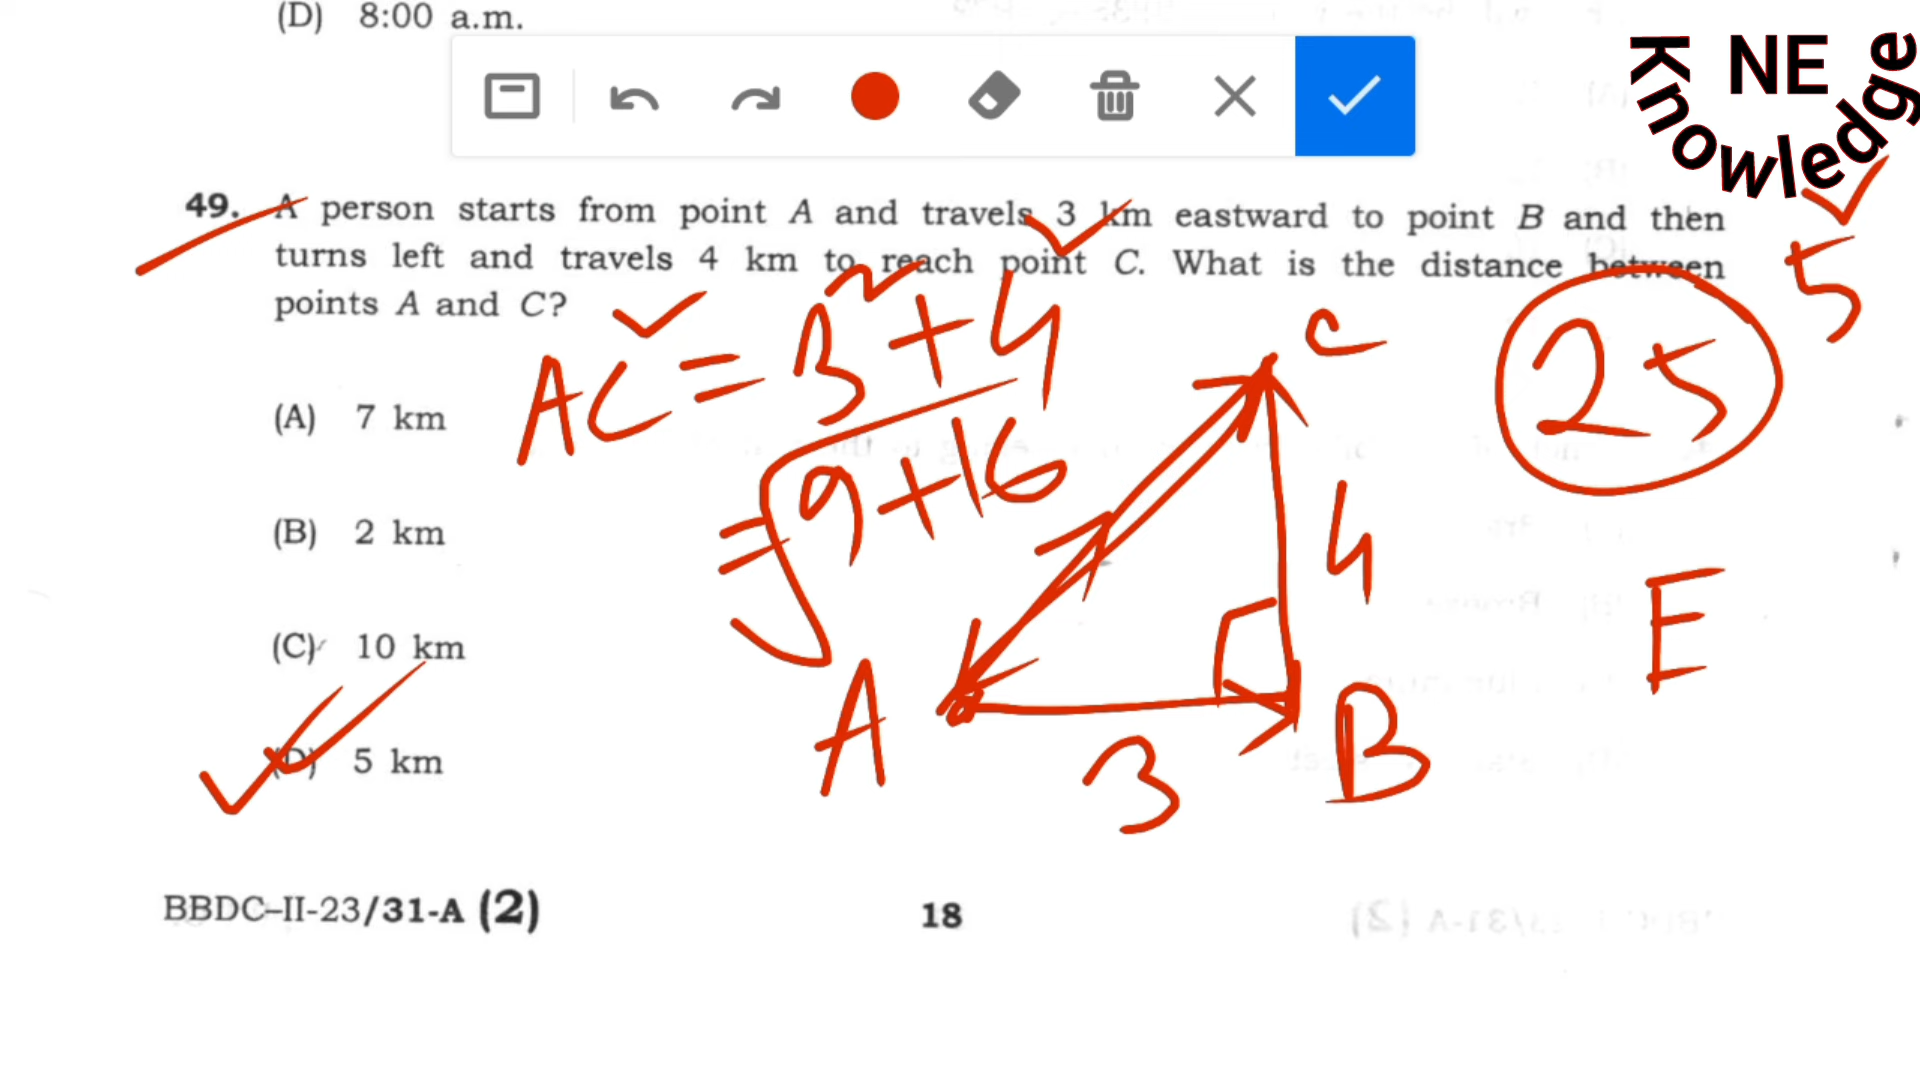 (D) 8:00 a.m.
NE
Knowledge
49. A person starts from point A and travels 3 km eastward to point B and then
turns left and travels 4 km to reach point C. What is the distance between
points A and C?
(A) 7 km
(B) 2 km
(C) 10 km
(D) 5 km
AC² = 3² + 4²
= √9+16
25
5
C
4
E
A
3
B
BBDC–II-23/31-A (2)
18